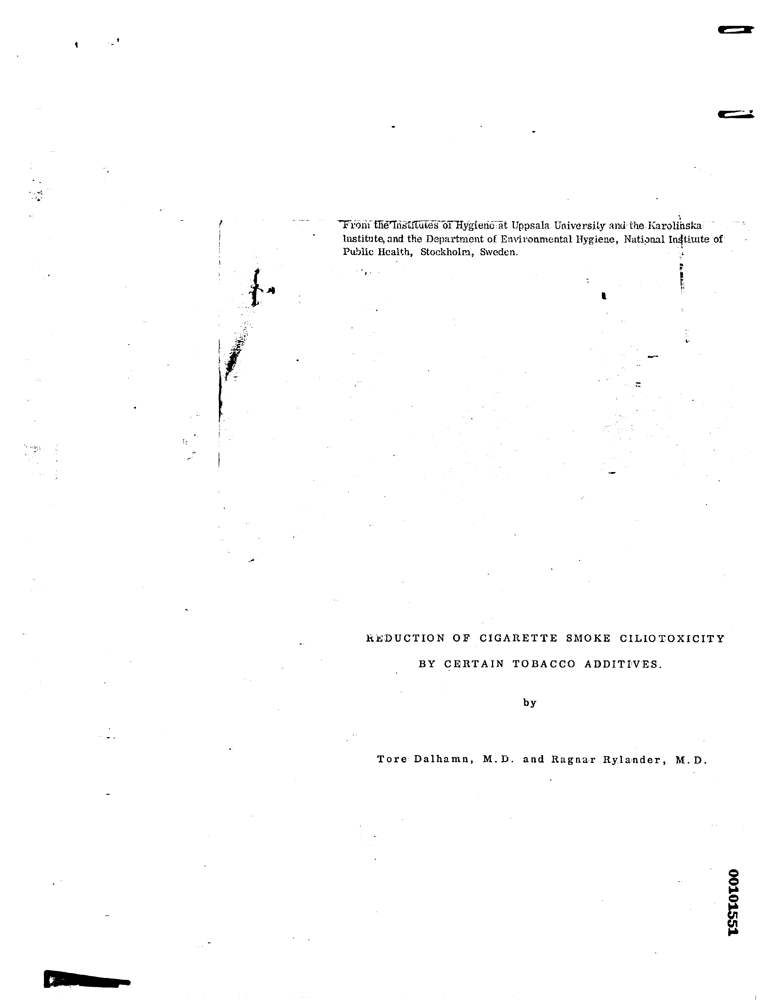 From the Institutes of Hygiene at Uppsala University and the Karolinska
Institute, and the Department of Environmental Hygiene, National Institute of
Public Health, Stockholm, Sweden.
REDUCTION OF CIGARETTE SMOKE CILIOTOXICITY
BY CERTAIN TOBACCO ADDITIVES.
by
Tore Dalhamn, M.D. and Ragnar Rylander, M.D.
00101551